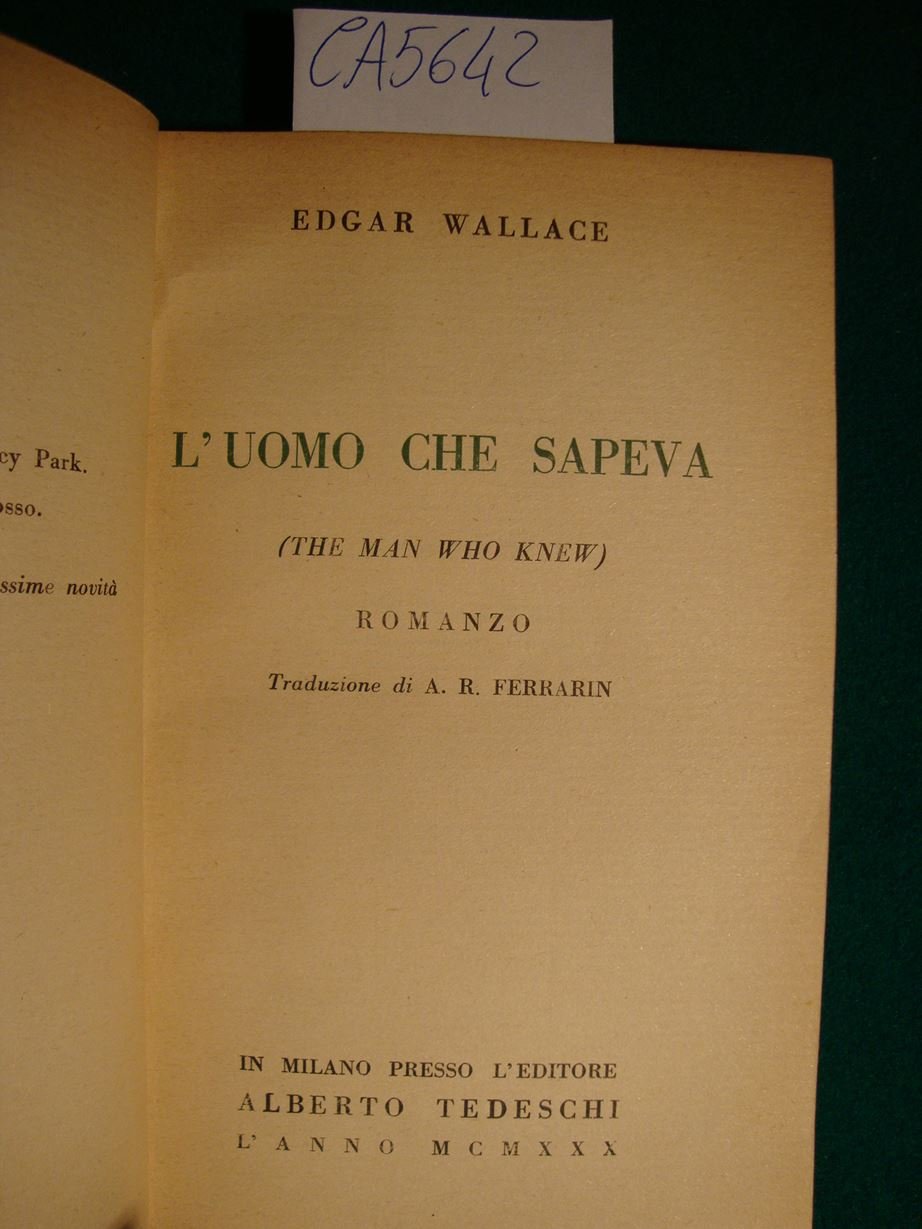 CA5642
EDGAR WALLACE
L'UOMO CHE SAPEVA
(THE MAN WHO KNEW)
ROMANZO
Traduzione di A. R. FERRARIN
IN MILANO PRESSO L'EDITORE
ALBERTO TEDESCHI
L'ANNO MCMXXX
cy Park.
osso.
ssime novità